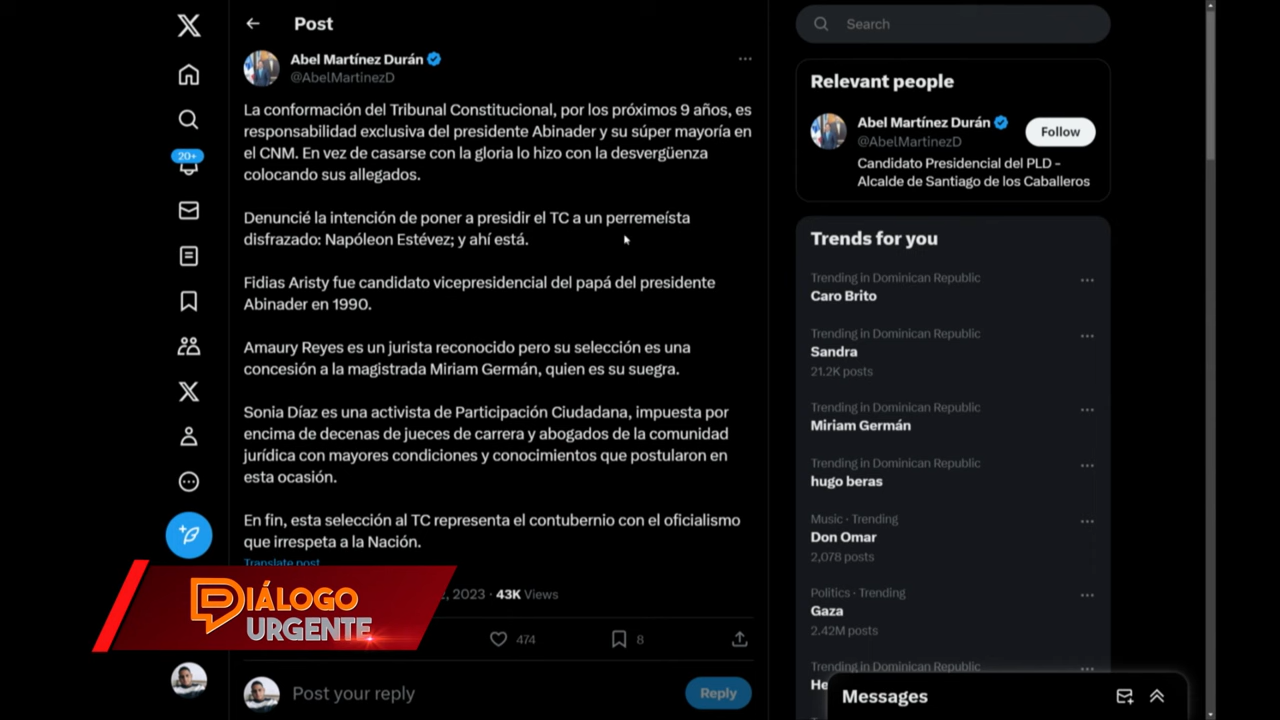 Post
Abel Martínez Durán
@AbelMartinezD
La conformación del Tribunal Constitucional, por los próximos 9 años, es
responsabilidad exclusiva del presidente Abinader y su súper mayoría en
el CNM. En vez de casarse con la gloria lo hizo con la desvergüenza
colocando sus allegados.
Denuncié la intención de poner a presidir el TC a un perremeísta
disfrazado: Napóleon Estévez; y ahí está.
Fidias Aristy fue candidato vicepresidencial del papá del presidente
Abinader en 1990.
Amaury Reyes es un jurista reconocido pero su selección es una
concesión a la magistrada Miriam Germán, quien es su suegra.
Sonia Díaz es una activista de Participación Ciudadana, impuesta por
encima de decenas de jueces de carrera y abogados de la comunidad
jurídica con mayores condiciones y conocimientos que postularon en
esta ocasión.
En fin, esta selección al TC representa el contubernio con el oficialismo
que irrespeta a la Nación.
Translate post
, 2023 · 43K Views
474
8
Post your reply
Reply
20+
DIÁLOGO
URGENTE
Search
Relevant people
Abel Martínez Durán
@AbelMartinezD
Follow
Candidato Presidencial del PLD -
Alcalde de Santiago de los Caballeros
Trends for you
Trending in Dominican Republic
Caro Brito
Trending in Dominican Republic
Sandra
21.2K posts
Trending in Dominican Republic
Miriam Germán
Trending in Dominican Republic
hugo beras
Music · Trending
Don Omar
2,078 posts
Politics · Trending
Gaza
2.42M posts
Trending in Dominican Republic
He
Messages